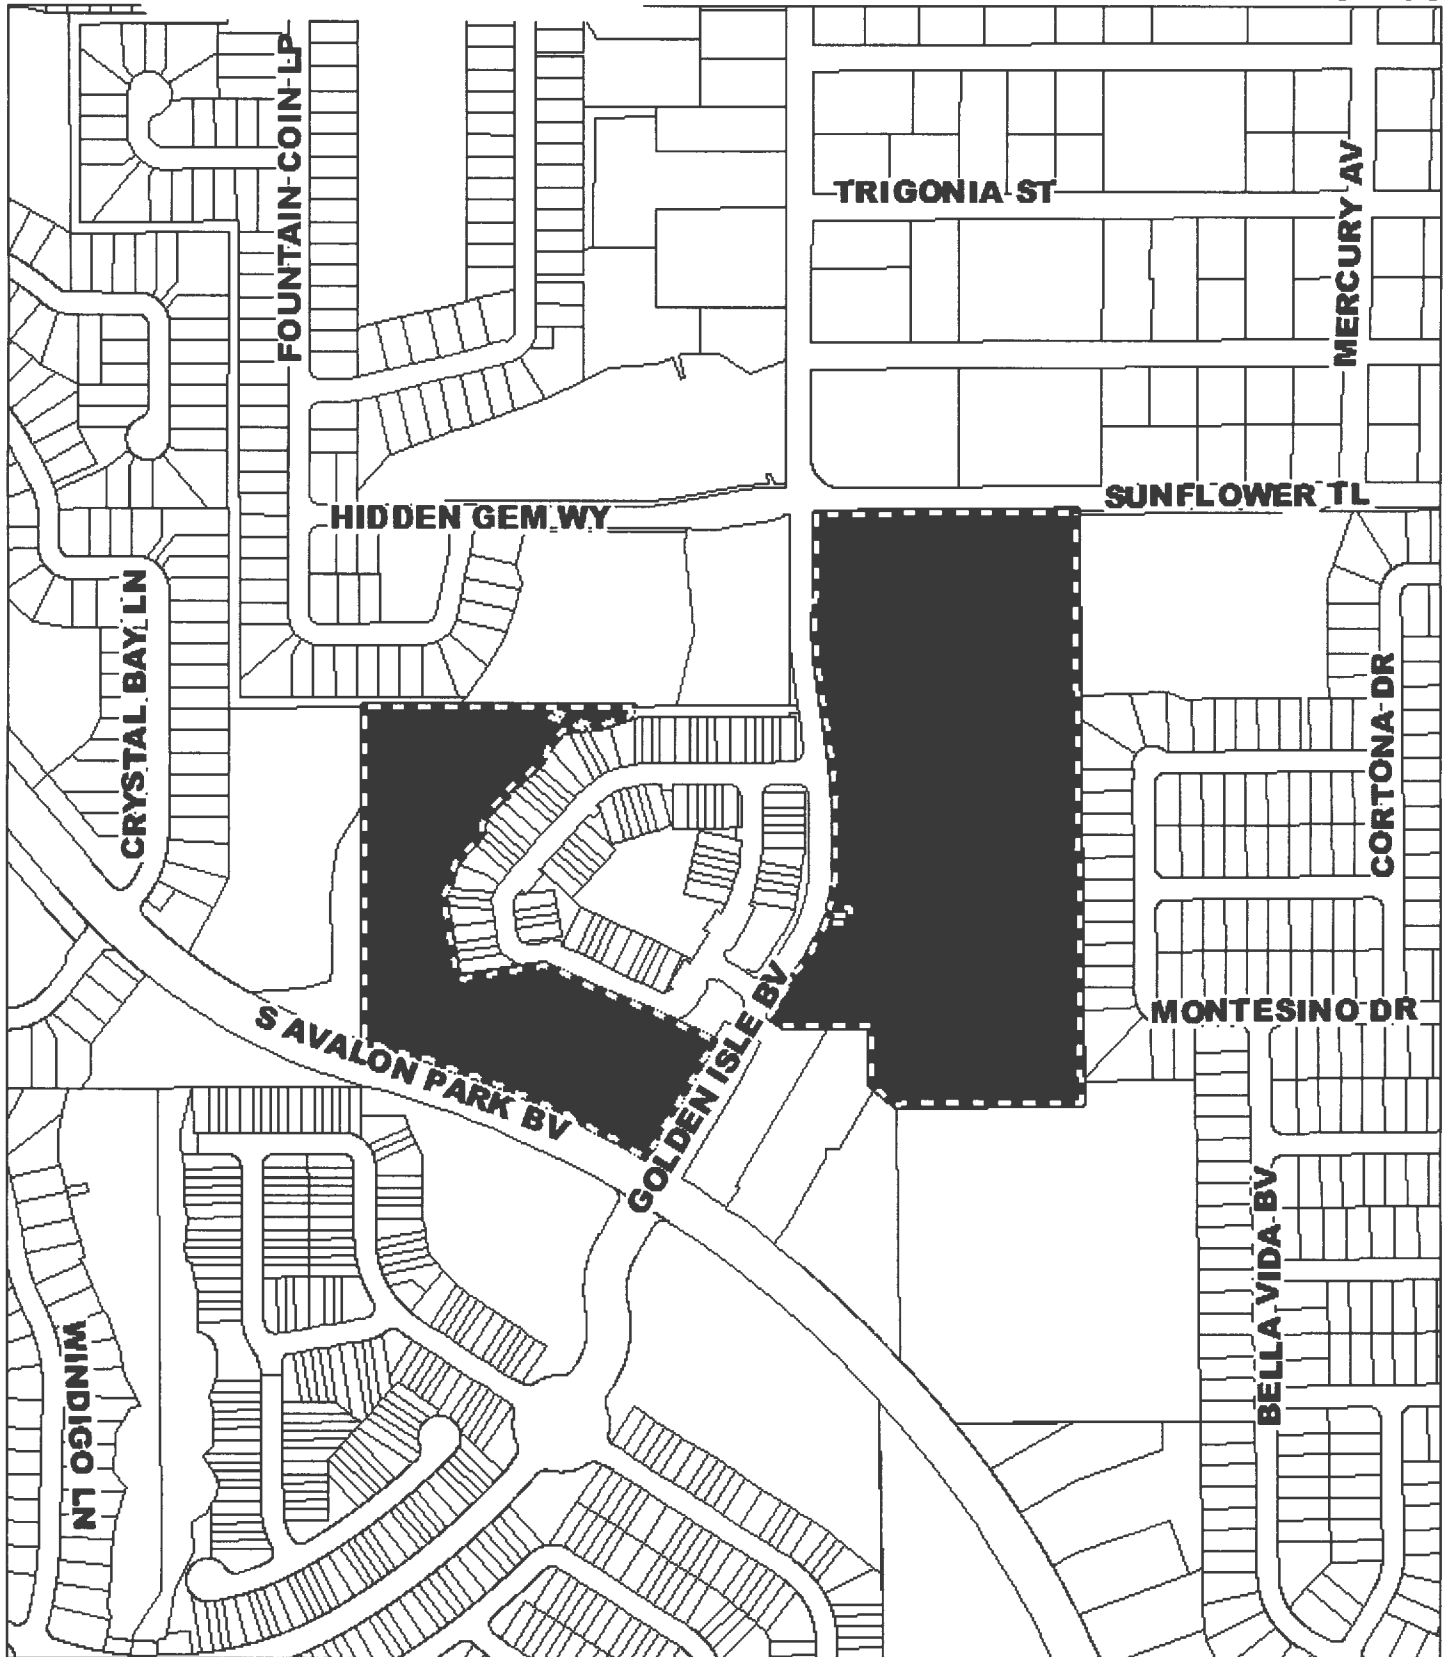 FOUNTAIN COIN LP
TRIGONIA ST
MERCURY AV
SUNFLOWER TL
HIDDEN GEM WY
CRYSTAL BAY LN
CORTONA DR
MONTESINO DR
S AVALON PARK BV
GOLDEN ISLE BV
BELLA VIDA BV
WINDIGO LN